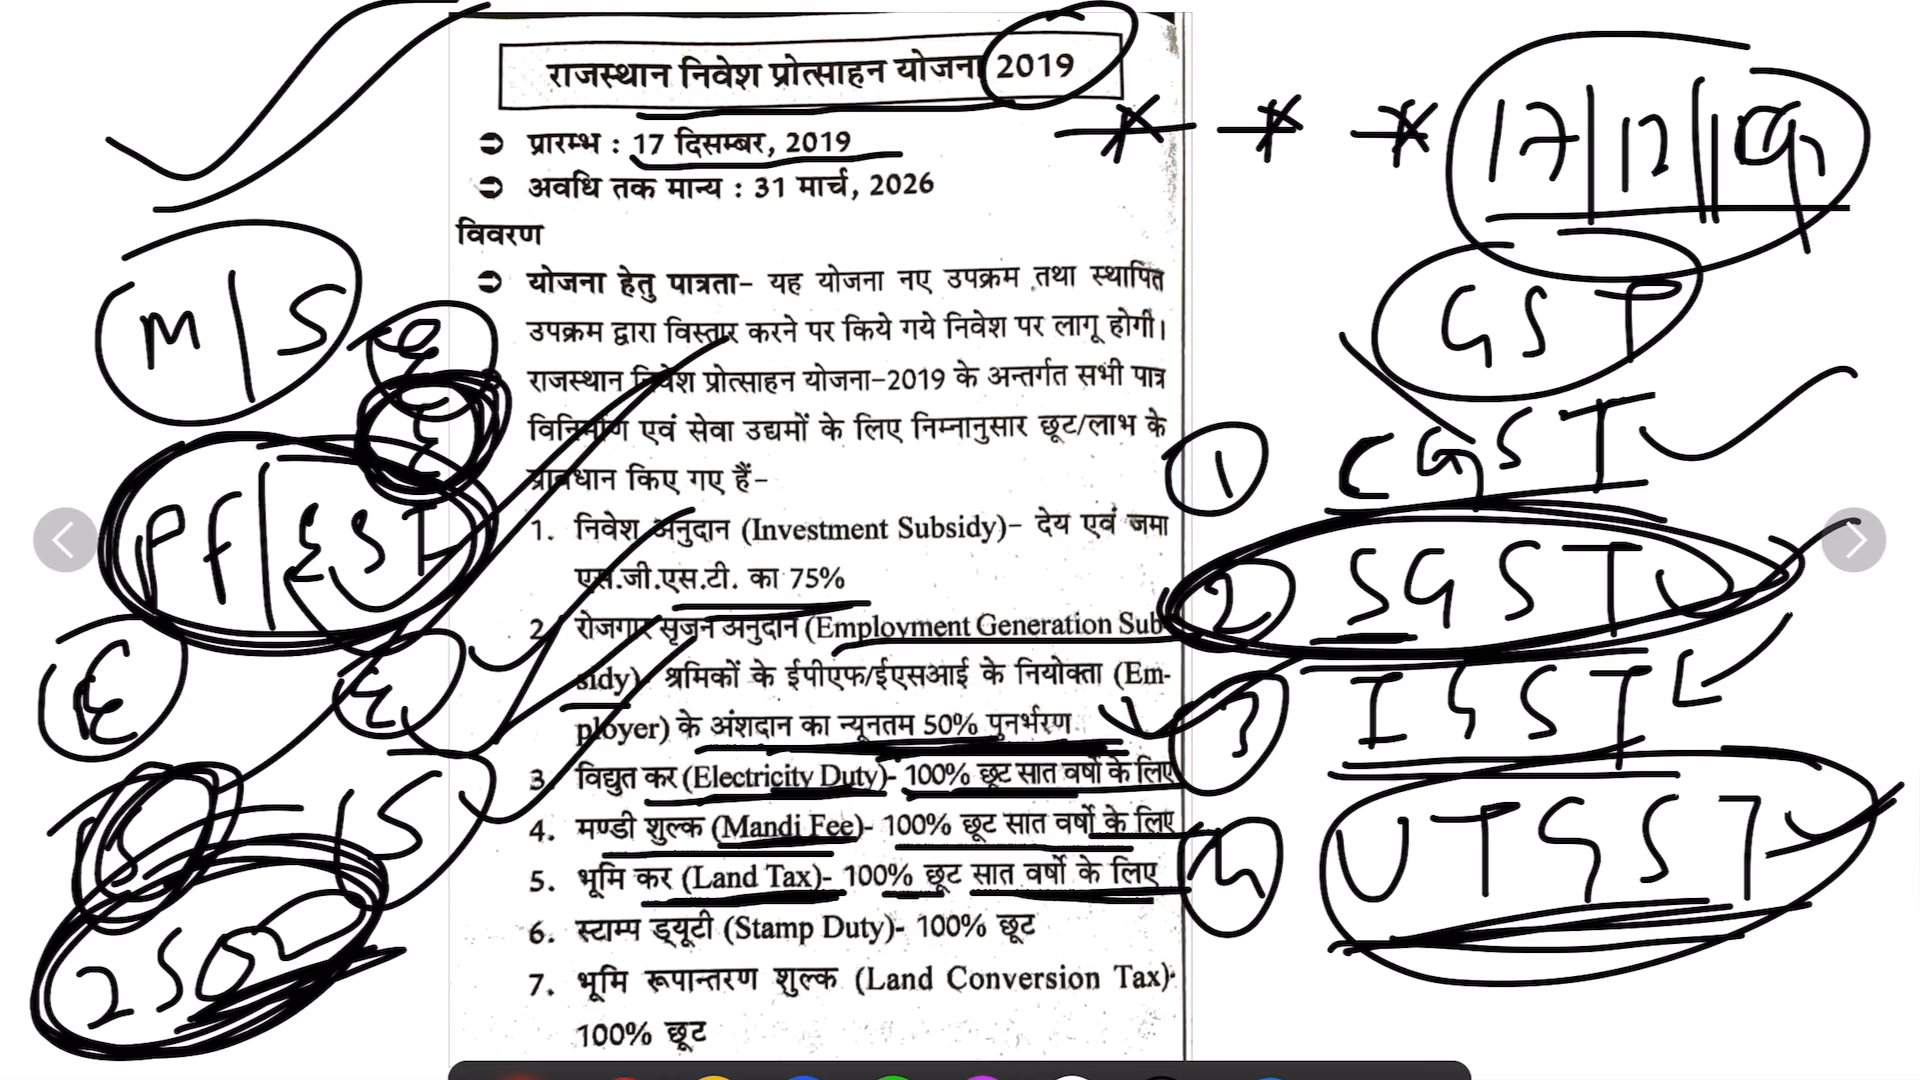 राजस्थान निवेश प्रोत्साहन योजना 2019
➲ प्रारम्भ : 17 दिसम्बर, 2019
➲ अवधि तक मान्य : 31 मार्च, 2026
विवरण
➲ योजना हेतु पात्रता- यह योजना नए उपक्रम तथा स्थापित
उपक्रम द्वारा विस्तार करने पर किये गये निवेश पर लागू होगी।
राजस्थान निवेश प्रोत्साहन योजना-2019 के अन्तर्गत सभी पात्र
विनिर्माण एवं सेवा उद्यमों के लिए निम्नानुसार छूट/लाभ के
प्रावधान किए गए हैं-
1. निवेश अनुदान (Investment Subsidy)- देय एवं जमा
एस.जी.एस.टी. का 75%
2. रोजगार सृजन अनुदान (Employment Generation Sub-
sidy) श्रमिकों के ईपीएफ/ईएसआई के नियोक्ता (Em-
ployer) के अंशदान का न्यूनतम 50% पुनर्भरण
3. विद्युत कर (Electricity Duty)- 100% छूट सात वर्षों के लिए
4. मण्डी शुल्क (Mandi Fee)- 100% छूट सात वर्षों के लिए
5. भूमि कर (Land Tax)- 100% छूट सात वर्षों के लिए
6. स्टाम्प ड्यूटी (Stamp Duty)- 100% छूट
7. भूमि रूपान्तरण शुल्क (Land Conversion Tax)-
100% छूट
M|S
E
E
PF|ESI
E
E
S
IS
17|12||19
GST
1 CGST
2 SGST
3 IGST
4 UTGST